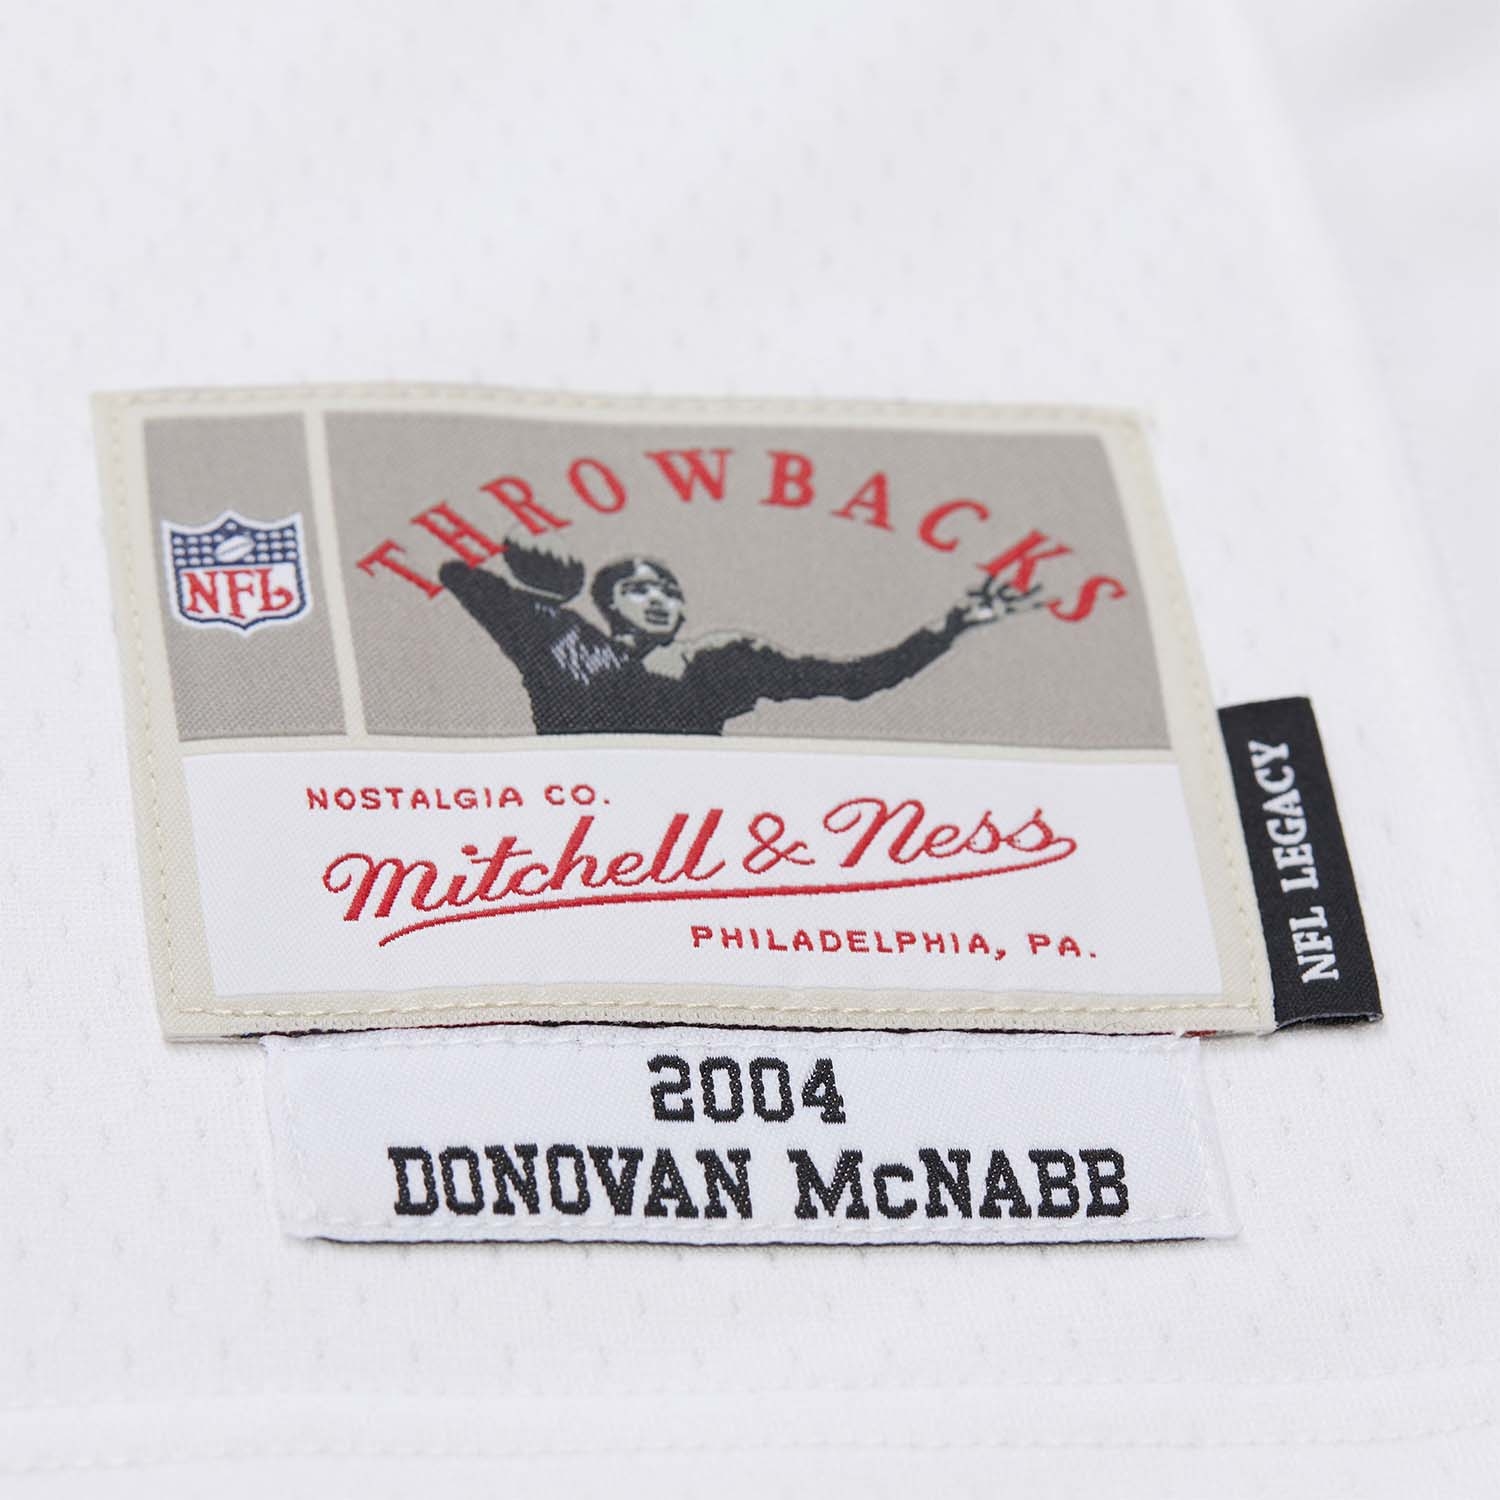 THROWBACKS
NFL
NOSTALGIA CO.
Mitchell & Ness
PHILADELPHIA, PA.
NFL LEGACY
2004
DONOVAN McNABB